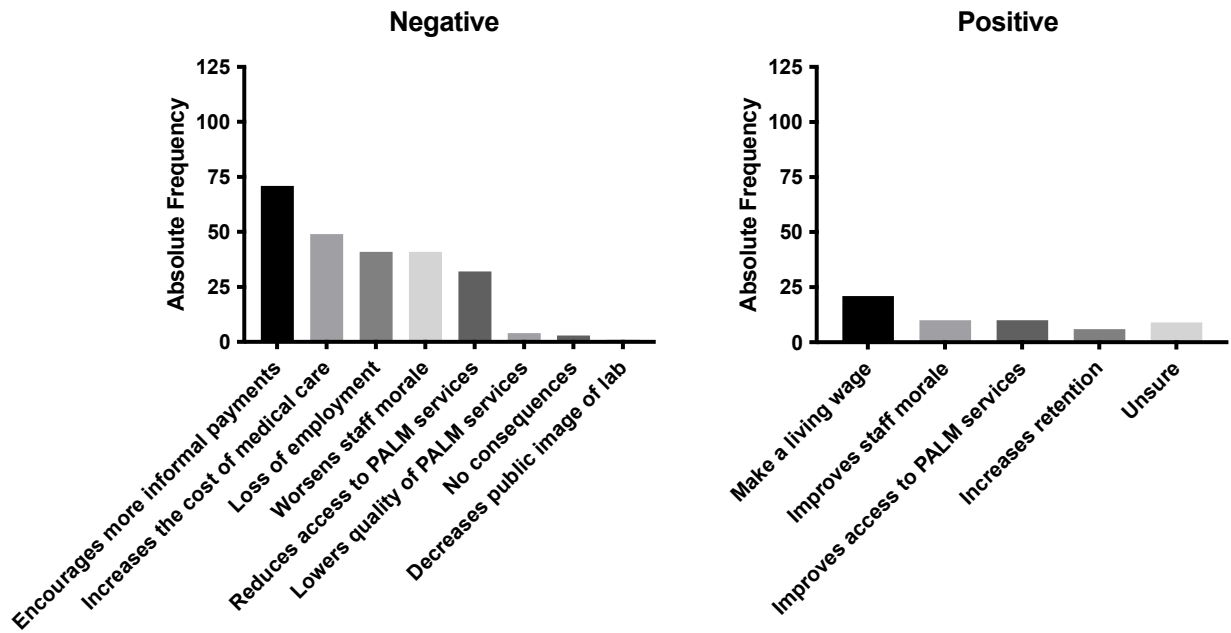 Negative
Positive
Absolute Frequency
125
100
75
50
25
0
Encourages more informal payments
Increases the cost of medical care
Loss of employment
Worsens staff morale
Reduces access to PALM services
Lowers quality of PALM services
No consequences
Decreases public image of lab
Absolute Frequency
125
100
75
50
25
0
Make a living wage
Improves staff morale
Improves access to PALM services
Increases retention
Unsure